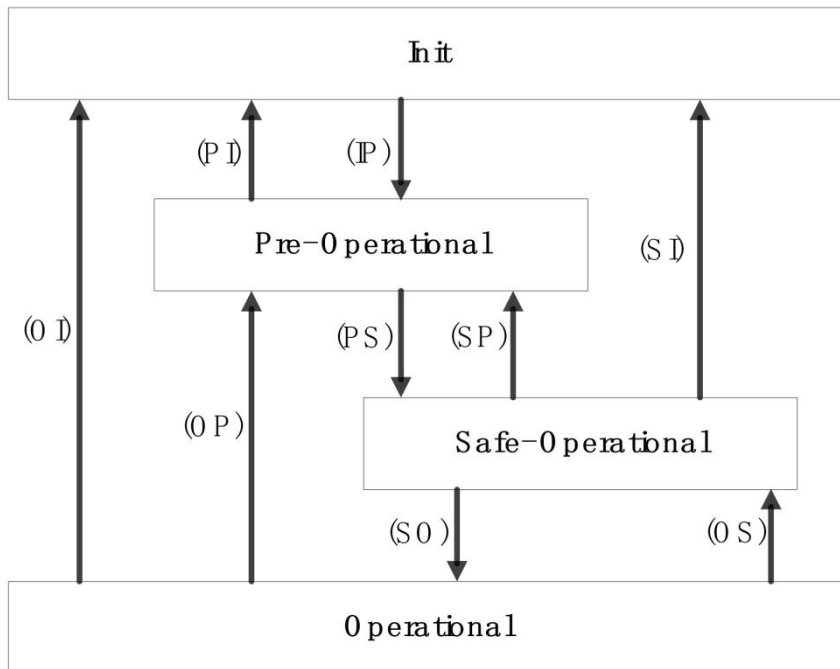 Init
(PI)
(IP)
Pre-Operational
(SI)
(OI)
(PS)
(SP)
(OP)
Safe-Operational
(SO)
(OS)
Operational